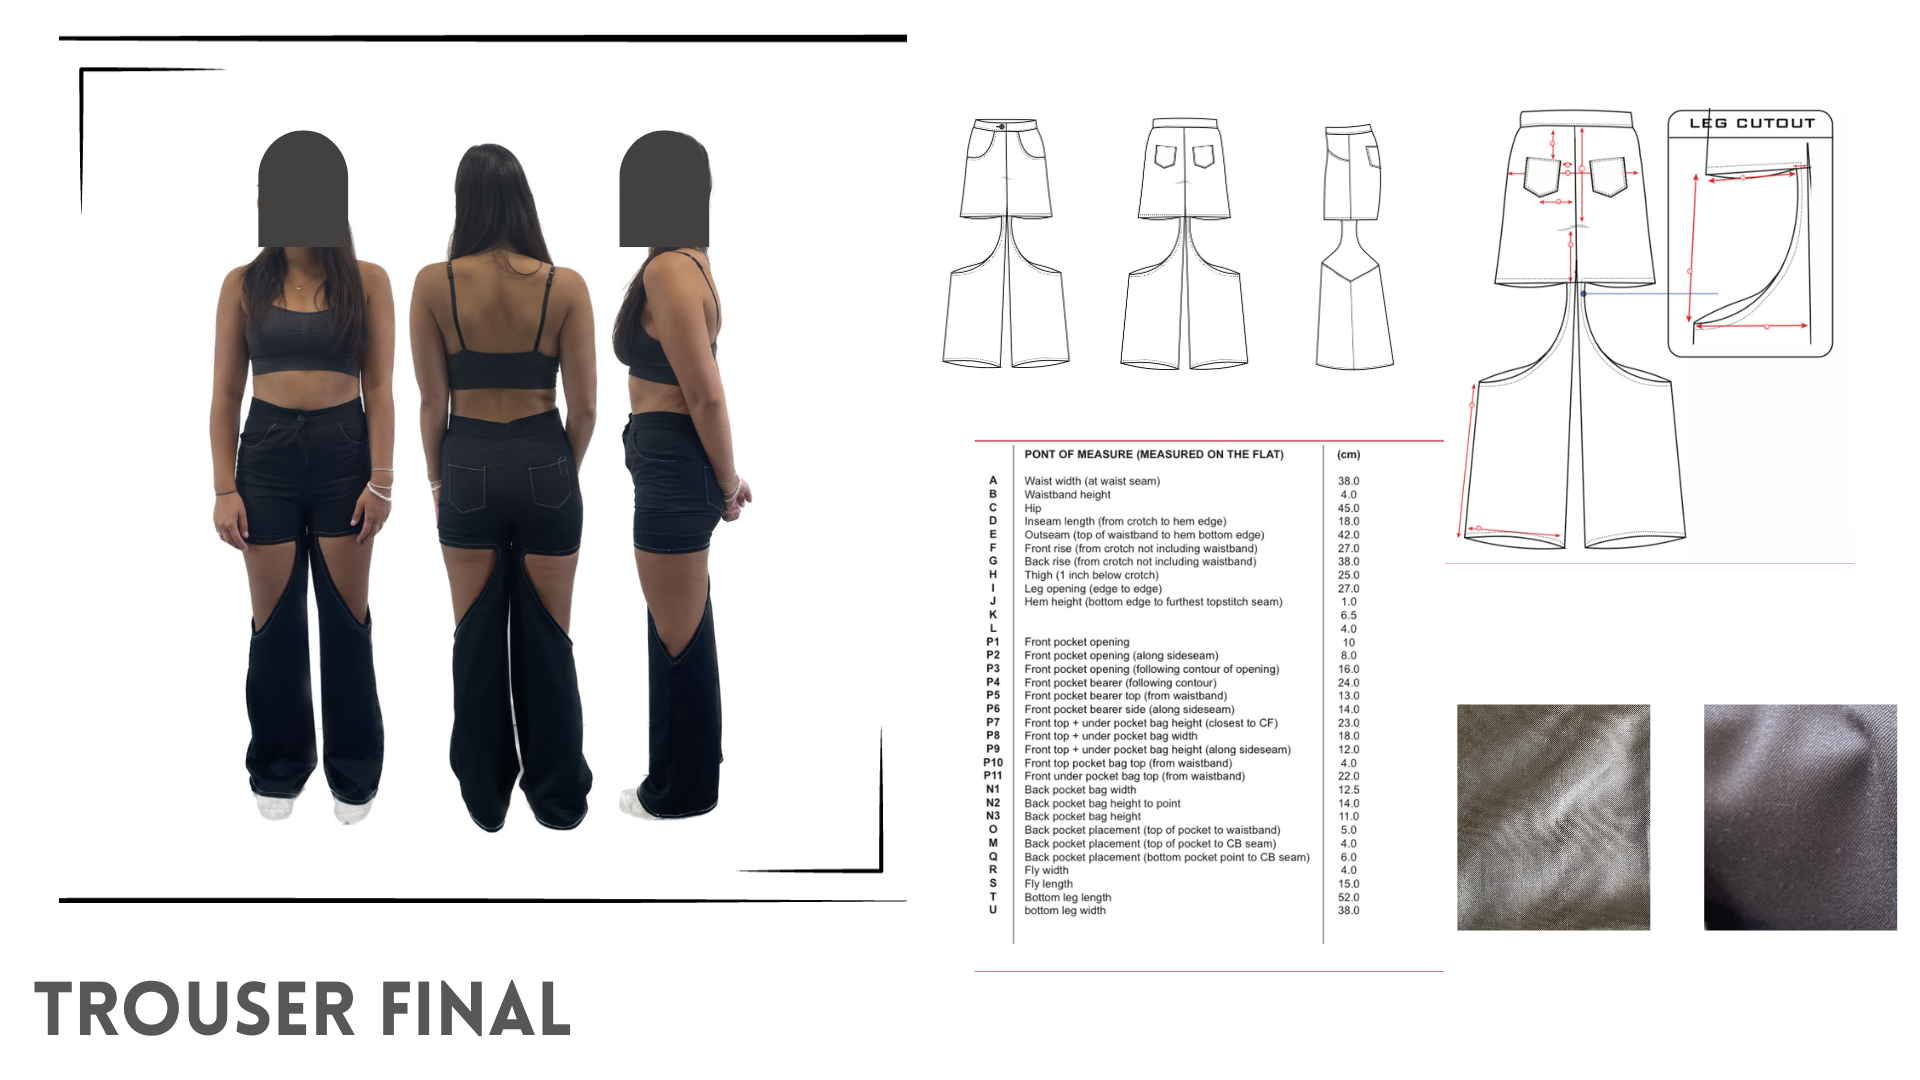 LEG CUTOUT
PONT OF MEASURE (MEASURED ON THE FLAT) (cm)
A Waist width (at waist seam) 38.0
B Waistband height 4.0
C Hip 45.0
D Inseam length (from crotch to hem edge) 18.0
E Outseam (top of waistband to hem bottom edge) 42.0
F Front rise (from crotch not including waistband) 27.0
G Back rise (from crotch not including waistband) 38.0
H Thigh (1 inch below crotch) 25.0
I Leg opening (edge to edge) 27.0
J Hem height (bottom edge to furthest topstitch seam) 1.0
K 6.5
L 4.0
P1 Front pocket opening 10
P2 Front pocket opening (along sideseam) 8.0
P3 Front pocket opening (following contour of opening) 16.0
P4 Front pocket bearer (following contour) 24.0
P5 Front pocket bearer top (from waistband) 13.0
P6 Front pocket bearer side (along sideseam) 14.0
P7 Front top + under pocket bag height (closest to CF) 23.0
P8 Front top + under pocket bag width 18.0
P9 Front top + under pocket bag height (along sideseam) 12.0
P10 Front top pocket bag top (from waistband) 4.0
P11 Front under pocket bag top (from waistband) 22.0
N1 Back pocket bag width 12.5
N2 Back pocket bag height to point 14.0
N3 Back pocket bag height 11.0
O Back pocket placement (top of pocket to waistband) 5.0
M Back pocket placement (top of pocket to CB seam) 4.0
Q Back pocket placement (bottom pocket point to CB seam) 6.0
R Fly width 4.0
S Fly length 15.0
T Bottom leg length 52.0
U bottom leg width 38.0
TROUSER FINAL